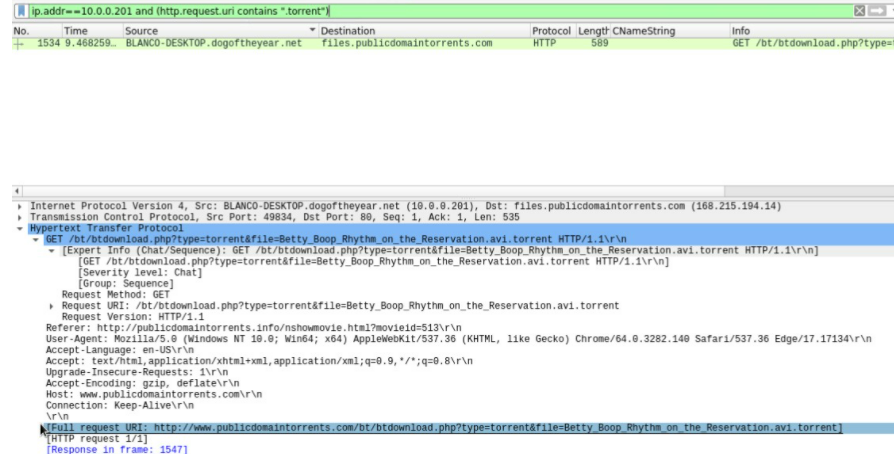 ip.addr==10.0.0.201 and (http.request.uri contains ".torrent")
No. Time Source Destination Protocol Length CNameString Info
1534 9.468259… BLANCO-DESKTOP.dogoftheyear.net files.publicdomaintorrents.com HTTP 589 GET /bt/btdownload.php?type=
Internet Protocol Version 4, Src: BLANCO-DESKTOP.dogoftheyear.net (10.0.0.201), Dst: files.publicdomaintorrents.com (168.215.194.14)
Transmission Control Protocol, Src Port: 49834, Dst Port: 80, Seq: 1, Ack: 1, Len: 535
Hypertext Transfer Protocol
GET /bt/btdownload.php?type=torrent&file=Betty_Boop_Rhythm_on_the_Reservation.avi.torrent HTTP/1.1\r\n
[Expert Info (Chat/Sequence): GET /bt/btdownload.php?type=torrent&file=Betty_Boop_Rhythm_on_the_Reservation.avi.torrent HTTP/1.1\r\n]
[GET /bt/btdownload.php?type=torrent&file=Betty_Boop_Rhythm_on_the_Reservation.avi.torrent HTTP/1.1\r\n]
[Severity level: Chat]
[Group: Sequence]
Request Method: GET
Request URI: /bt/btdownload.php?type=torrent&file=Betty_Boop_Rhythm_on_the_Reservation.avi.torrent
Request Version: HTTP/1.1
Referer: http://publicdomaintorrents.info/nshowmovie.html?movieid=513\r\n
User-Agent: Mozilla/5.0 (Windows NT 10.0; Win64; x64) AppleWebKit/537.36 (KHTML, like Gecko) Chrome/64.0.3282.140 Safari/537.36 Edge/17.17134\r\n
Accept-Language: en-US\r\n
Accept: text/html,application/xhtml+xml,application/xml;q=0.9,*/*;q=0.8\r\n
Upgrade-Insecure-Requests: 1\r\n
Accept-Encoding: gzip, deflate\r\n
Host: www.publicdomaintorrents.com\r\n
Connection: Keep-Alive\r\n
\r\n
[Full request URI: http://www.publicdomaintorrents.com/bt/btdownload.php?type=torrent&file=Betty_Boop_Rhythm_on_the_Reservation.avi.torrent]
[HTTP request 1/1]
[Response in frame: 1547]